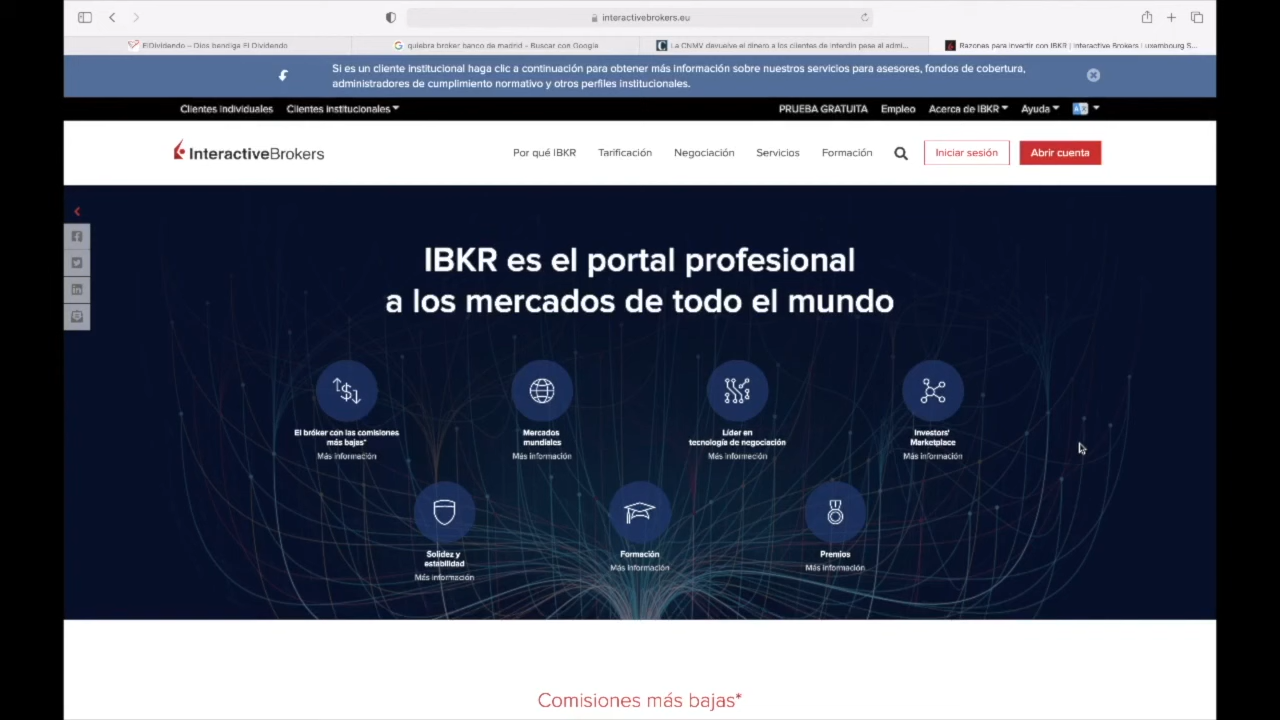 interactivebrokers.eu
ElDividendo – Dios bendiga El Dividendo
quiebra broker banco de madrid - Buscar con Google
La CNMV devuelve el dinero a los clientes de Interdin pese al admi...
Razones para invertir con IBKR | Interactive Brokers Luxembourg S...
Si es un cliente institucional haga clic a continuación para obtener más información sobre nuestros servicios para asesores, fondos de cobertura,
administradores de cumplimiento normativo y otros perfiles institucionales.
Clientes individuales Clientes institucionales
PRUEBA GRATUITA Empleo Acerca de IBKR Ayuda
InteractiveBrokers
Por qué IBKR Tarificación Negociación Servicios Formación Iniciar sesión Abrir cuenta
IBKR es el portal profesional
a los mercados de todo el mundo
El bróker con las comisiones
más bajas*
Más información
Mercados
mundiales
Más información
Líder en
tecnología de negociación
Más información
Investors'
Marketplace
Más información
Solidez y
estabilidad
Más información
Formación
Más información
Premios
Más información
Comisiones más bajas*